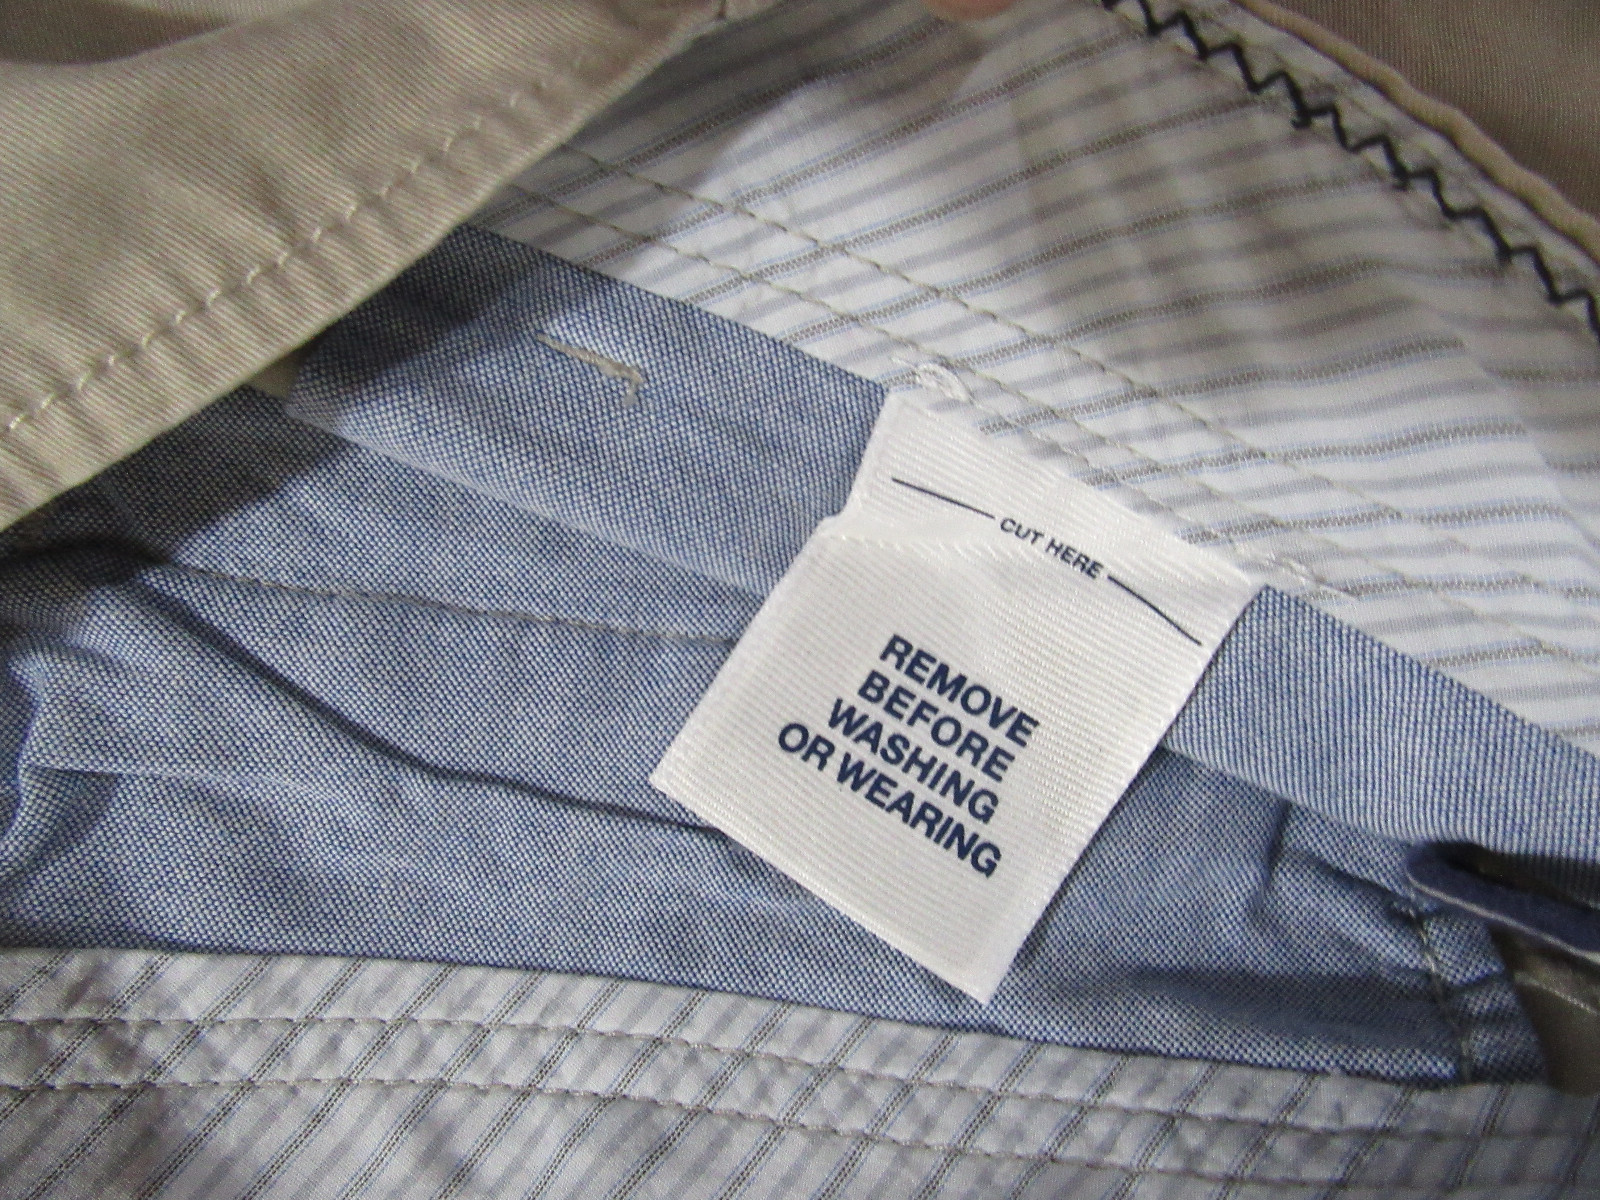 CUT HERE
REMOVE
BEFORE
WASHING
OR WEARING